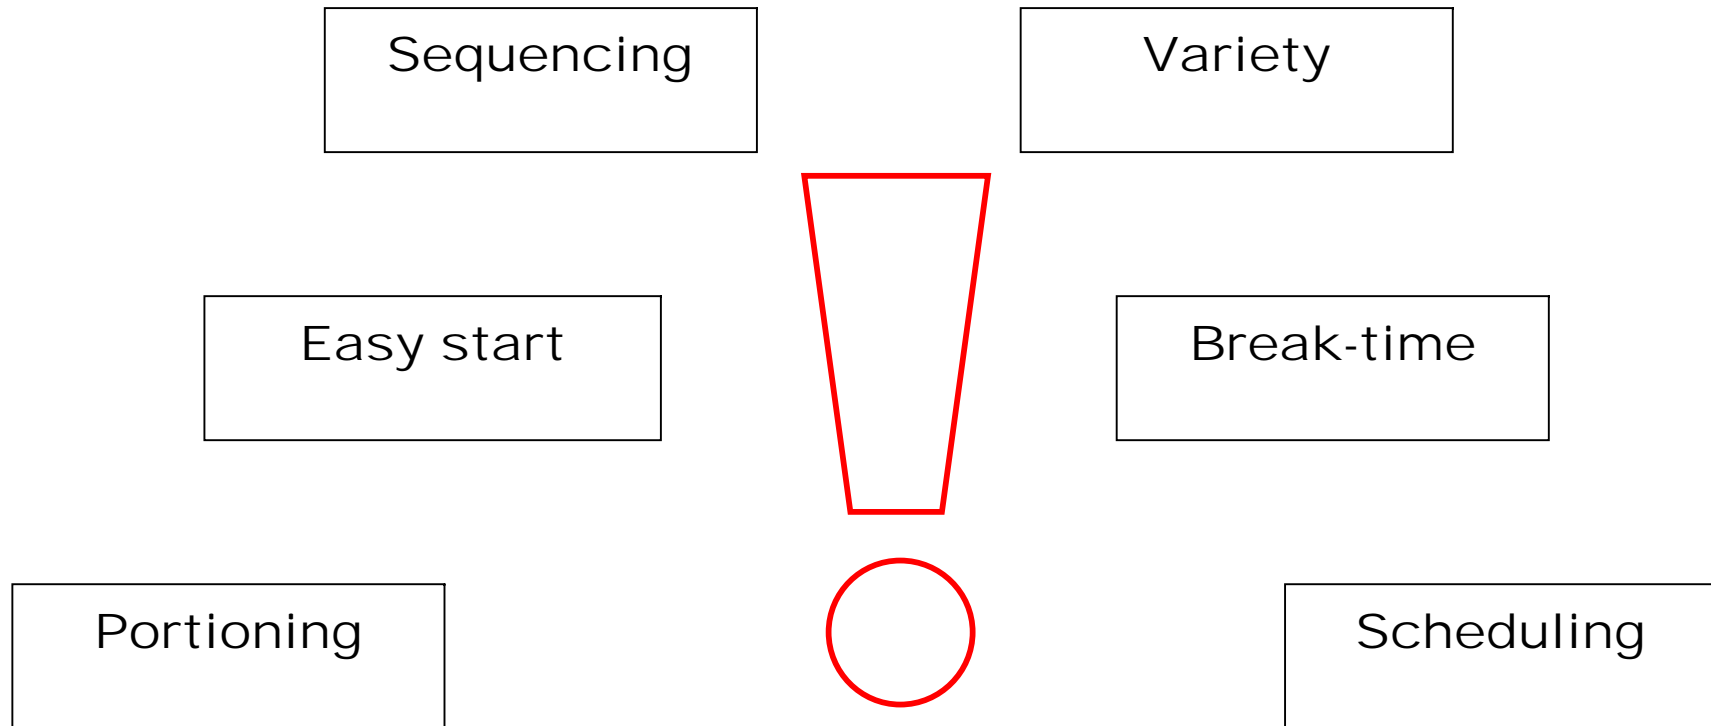 Sequencing
Variety
Easy start
Break-time
Portioning
Scheduling